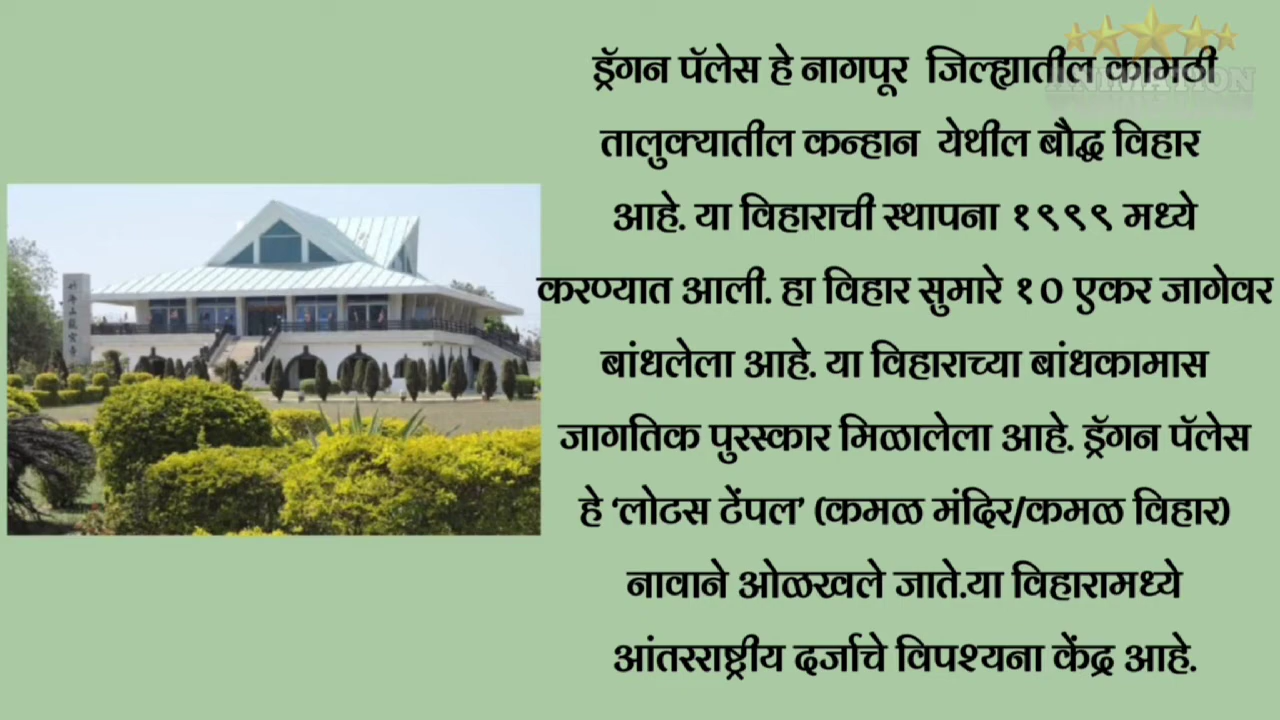 ANIMATION
ड्रॅगन पॅलेस हे नागपूर जिल्ह्यातील कामठी
तालुक्यातील कन्हान येथील बौद्ध विहार
आहे. या विहाराची स्थापना १९९९ मध्ये
करण्यात आली. हा विहार सुमारे १० एकर जागेवर
बांधलेला आहे. या विहाराच्या बांधकामास
जागतिक पुरस्कार मिळालेला आहे. ड्रॅगन पॅलेस
हे ‘लोटस टेंपल’ (कमळ मंदिर/कमळ विहार)
नावाने ओळखले जाते.या विहारामध्ये
आंतरराष्ट्रीय दर्जाचे विपश्यना केंद्र आहे.